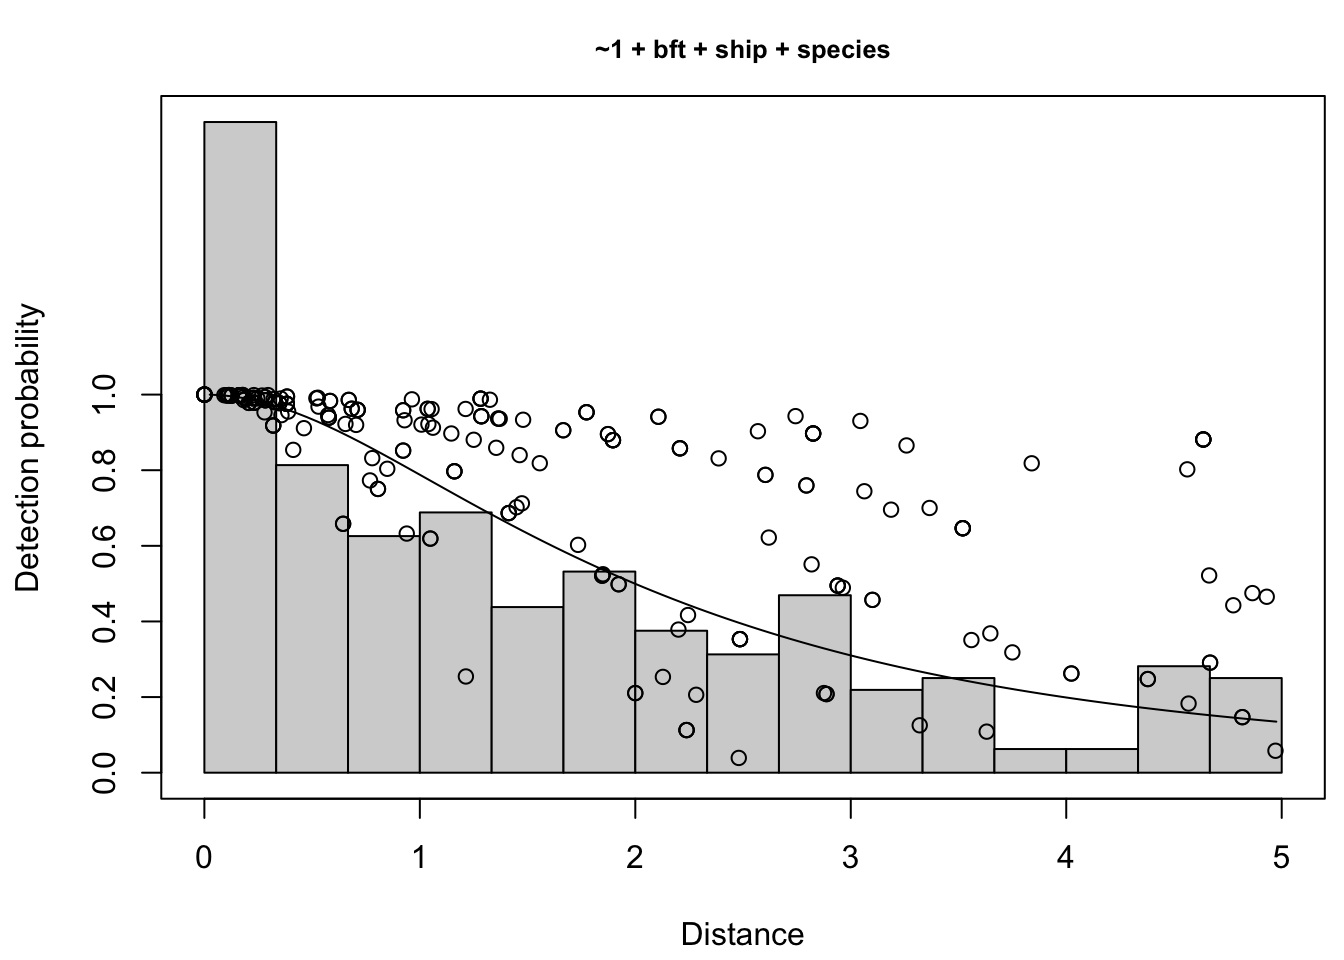 ~1 + bft + ship + species
Detection probability
1.0
0.8
0.6
0.4
0.2
0.0
0 1 2 3 4 5
Distance